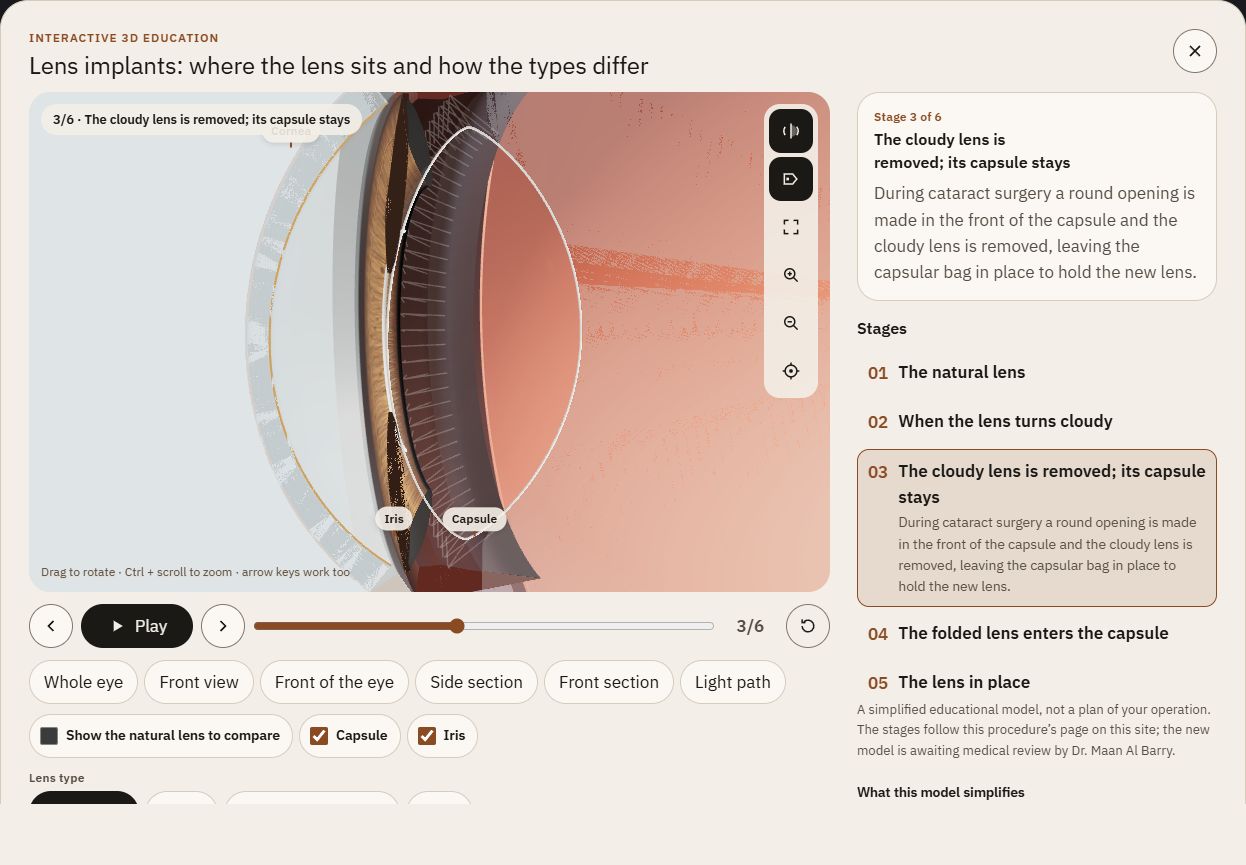 INTERACTIVE 3D EDUCATION
Lens implants: where the lens sits and how the types differ
3/6 · The cloudy lens is removed; its capsule stays
Cornea
Iris
Capsule
Drag to rotate · Ctrl + scroll to zoom · arrow keys work too
Play
3/6
Whole eye
Front view
Front of the eye
Side section
Front section
Light path
Show the natural lens to compare
Capsule
Iris
Lens type
Stage 3 of 6
The cloudy lens is
removed; its capsule stays
During cataract surgery a round opening is
made in the front of the capsule and the
cloudy lens is removed, leaving the
capsular bag in place to hold the new lens.
Stages
01 The natural lens
02 When the lens turns cloudy
03 The cloudy lens is removed; its capsule
stays
During cataract surgery a round opening is made
in the front of the capsule and the cloudy lens is
removed, leaving the capsular bag in place to
hold the new lens.
04 The folded lens enters the capsule
05 The lens in place
A simplified educational model, not a plan of your operation.
The stages follow this procedure's page on this site; the new
model is awaiting medical review by Dr. Maan Al Barry.
What this model simplifies